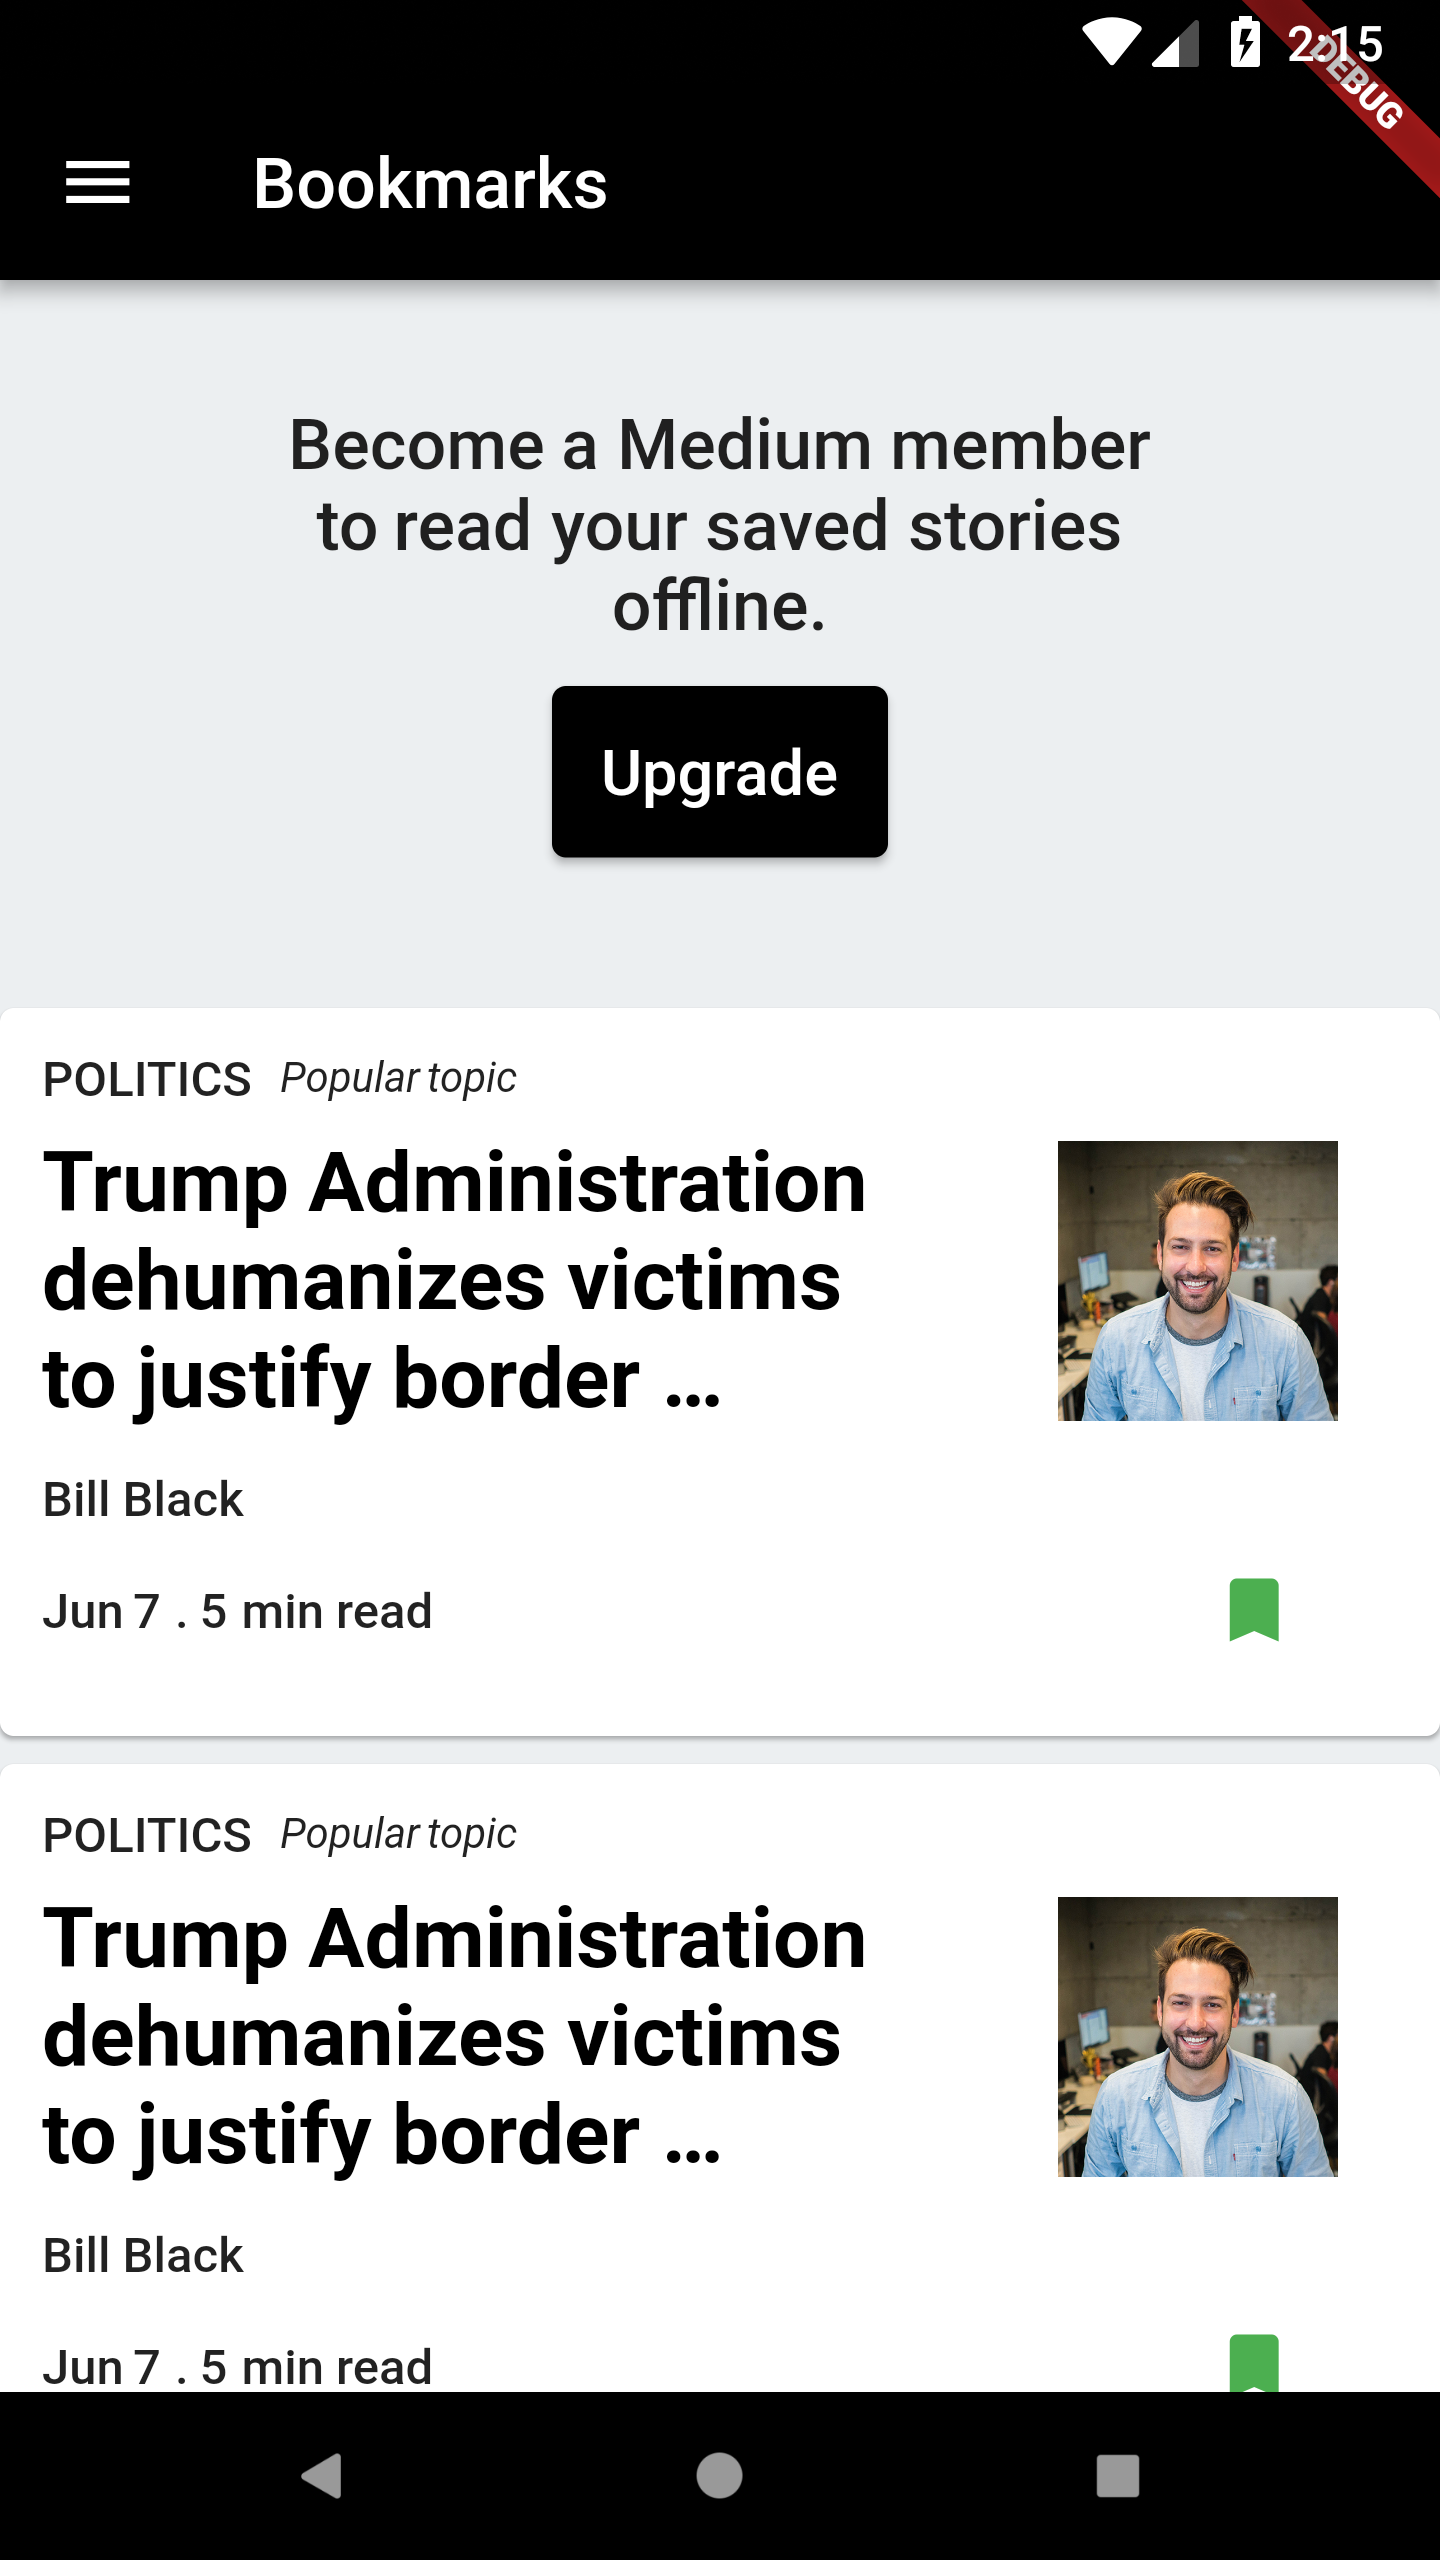 2:15
DEBUG
Bookmarks
Become a Medium member
to read your saved stories
offline.
Upgrade
POLITICS Popular topic
Trump Administration
dehumanizes victims
to justify border ...
Bill Black
Jun 7 . 5 min read
POLITICS Popular topic
Trump Administration
dehumanizes victims
to justify border ...
Bill Black
Jun 7 . 5 min read